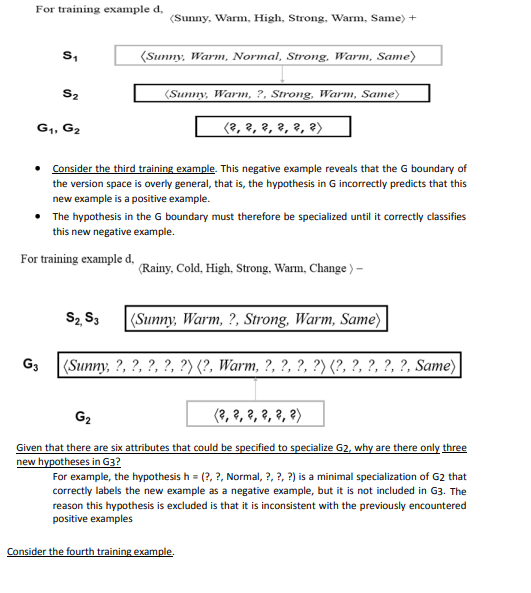 For training example d,
⟨Sunny, Warm, High, Strong, Warm, Same⟩ +
S1 ⟨Sunny, Warm, Normal, Strong, Warm, Same⟩
S2 ⟨Sunny, Warm, ?, Strong, Warm, Same⟩
G1, G2 ⟨?, ?, ?, ?, ?, ?⟩
• Consider the third training example. This negative example reveals that the G boundary of
the version space is overly general, that is, the hypothesis in G incorrectly predicts that this
new example is a positive example.
• The hypothesis in the G boundary must therefore be specialized until it correctly classifies
this new negative example.
For training example d,
⟨Rainy, Cold, High, Strong, Warm, Change ⟩ –
S2, S3 ⟨Sunny, Warm, ?, Strong, Warm, Same⟩
G3 ⟨Sunny, ?, ?, ?, ?, ?⟩ ⟨?, Warm, ?, ?, ?, ?⟩ ⟨?, ?, ?, ?, ?, Same⟩
G2 ⟨?, ?, ?, ?, ?, ?⟩
Given that there are six attributes that could be specified to specialize G2, why are there only three
new hypotheses in G3?
For example, the hypothesis h = (?, ?, Normal, ?, ?, ?) is a minimal specialization of G2 that
correctly labels the new example as a negative example, but it is not included in G3. The
reason this hypothesis is excluded is that it is inconsistent with the previously encountered
positive examples
Consider the fourth training example.